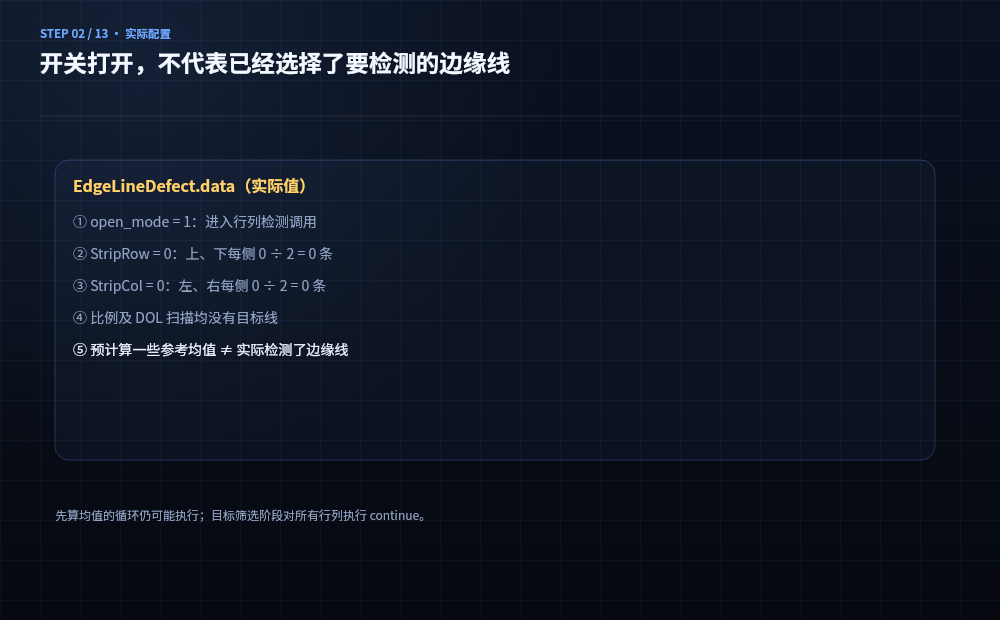 STEP 02 / 13 • 实际配置
开关打开，不代表已经选择了要检测的边缘线
EdgeLineDefect.data（实际值）
① open_mode = 1：进入行列检测调用
② StripRow = 0：上、下每侧 0 ÷ 2 = 0 条
③ StripCol = 0：左、右每侧 0 ÷ 2 = 0 条
④ 比例及 DOL 扫描均没有目标线
⑤ 预计算一些参考均值 ≠ 实际检测了边缘线
先算均值的循环仍可能执行；目标筛选阶段对所有行列执行 continue。